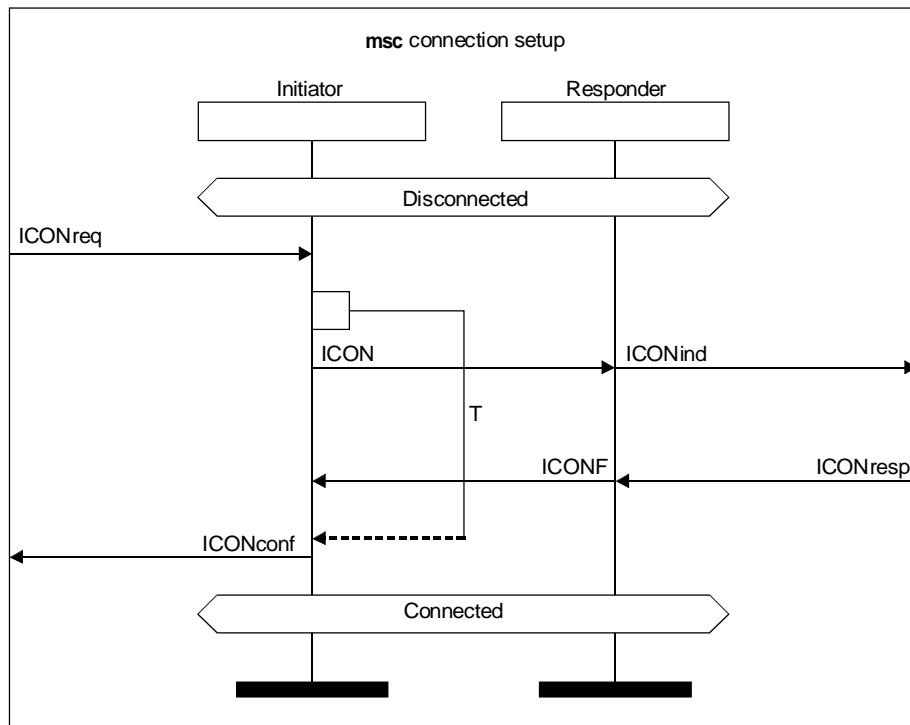 msc connection setup
Initiator
Responder
Disconnected
ICONreq
ICON
ICONind
T
ICONF
ICONresp
ICONconf
Connected